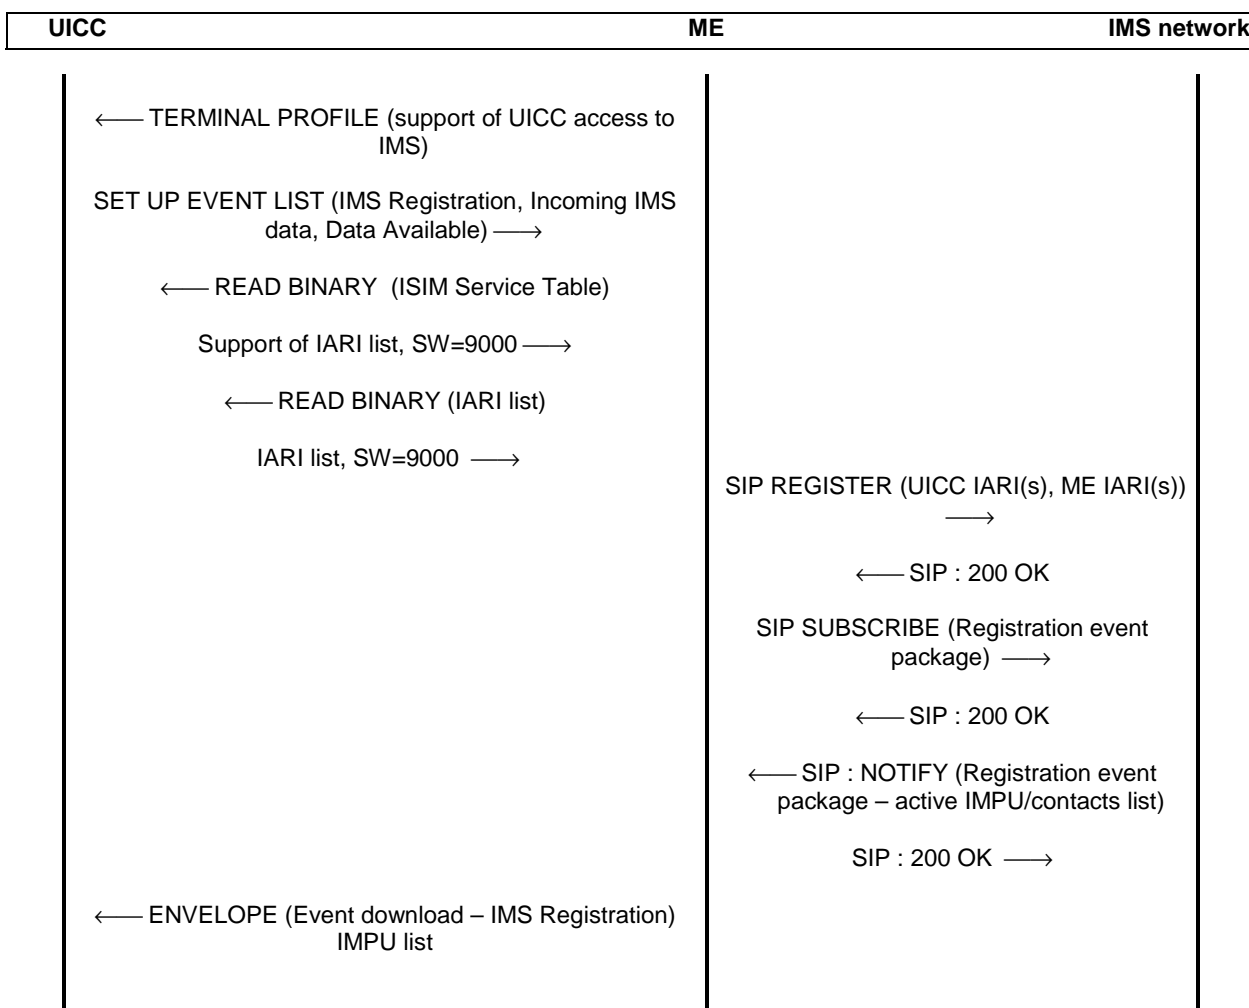 UICC ME IMS network
⟵ TERMINAL PROFILE (support of UICC access to
IMS)
SET UP EVENT LIST (IMS Registration, Incoming IMS
data, Data Available) ⟶
⟵ READ BINARY (ISIM Service Table)
Support of IARI list, SW=9000 ⟶
⟵ READ BINARY (IARI list)
IARI list, SW=9000 ⟶
SIP REGISTER (UICC IARI(s), ME IARI(s))
⟶
⟵ SIP : 200 OK
SIP SUBSCRIBE (Registration event
package) ⟶
⟵ SIP : 200 OK
⟵ SIP : NOTIFY (Registration event
package – active IMPU/contacts list)
SIP : 200 OK ⟶
⟵ ENVELOPE (Event download – IMS Registration)
IMPU list